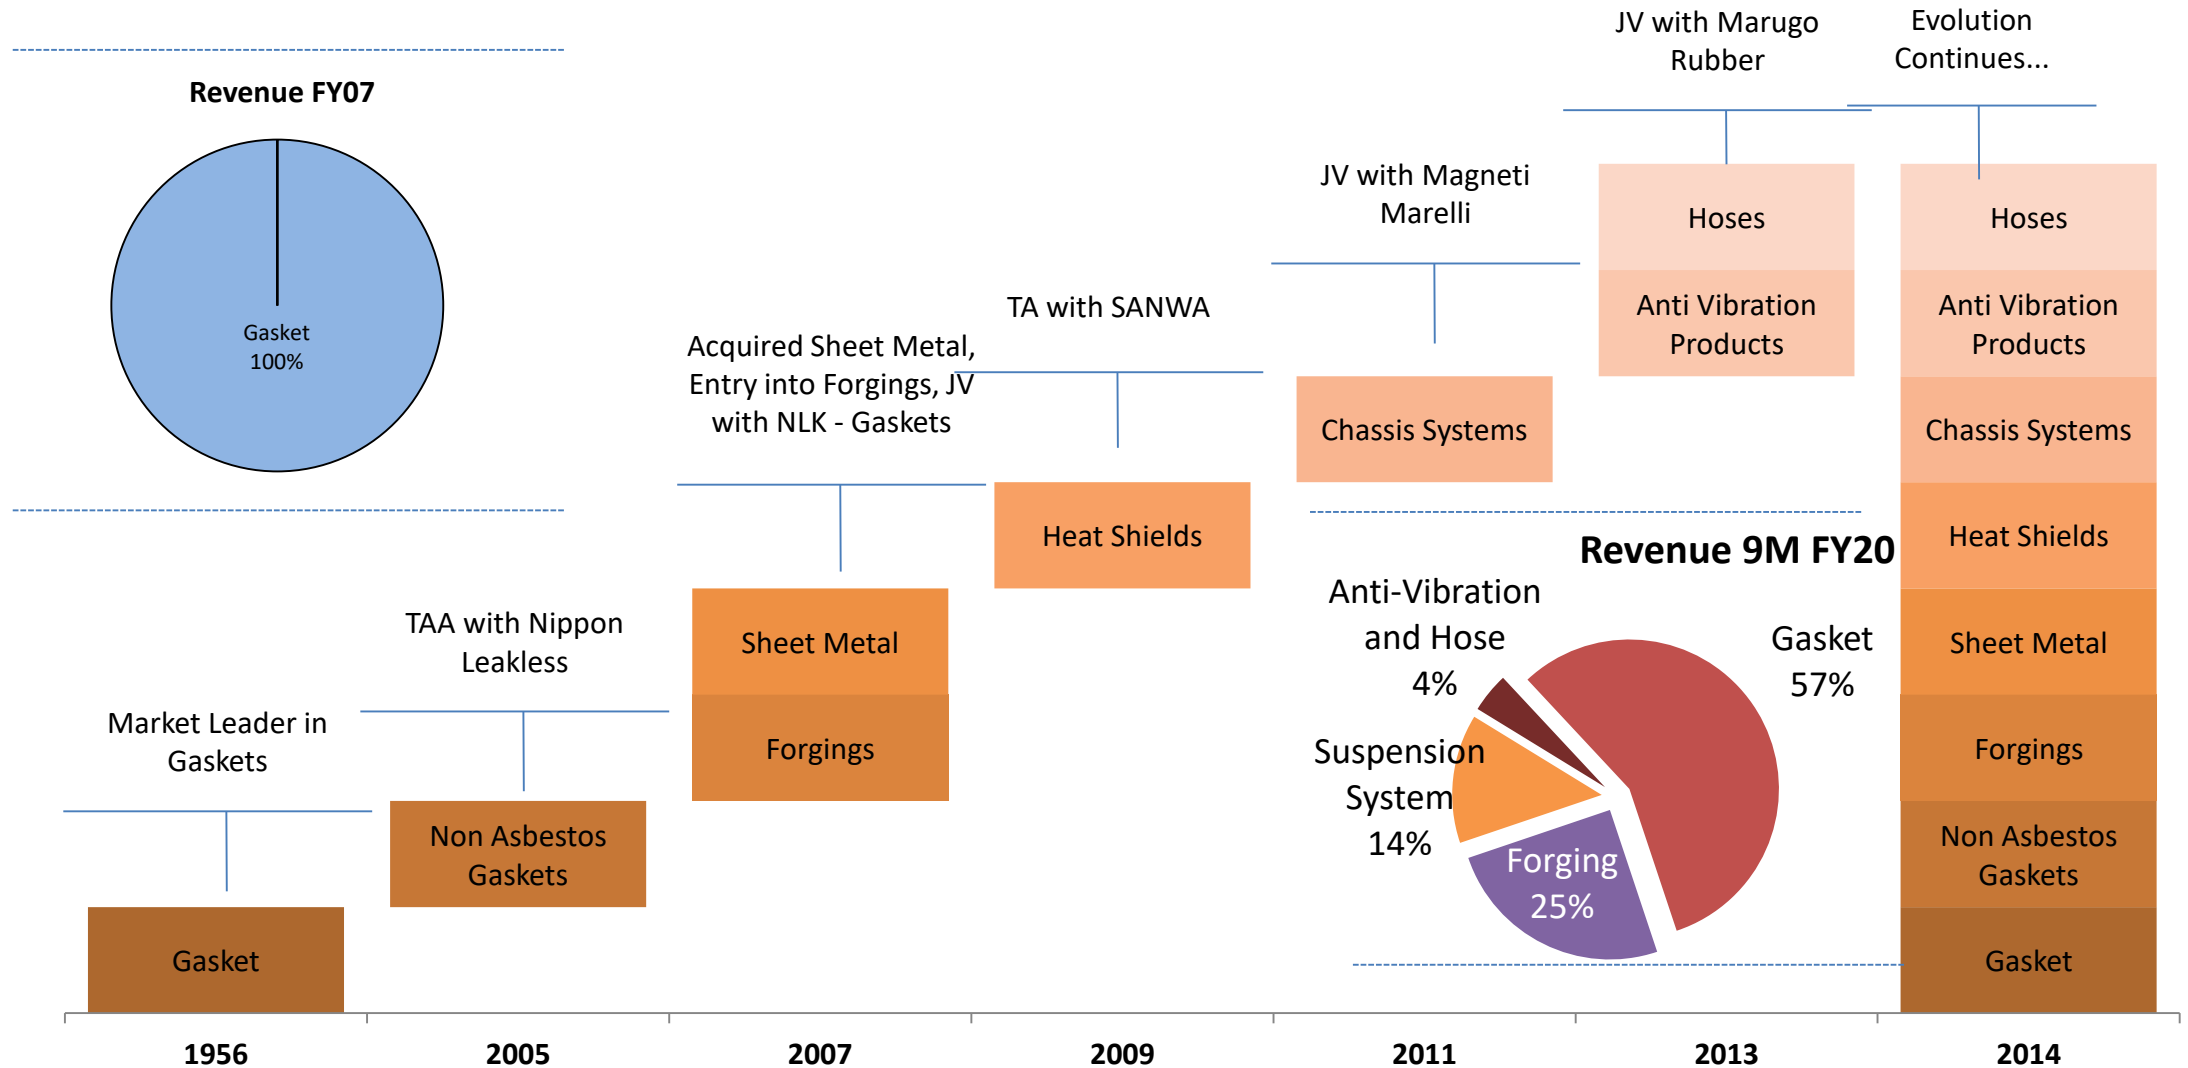 JV with Marugo
Rubber
Evolution
Continues...
Revenue FY07
Gasket
100%
JV with Magneti
Marelli
Hoses
Hoses
TA with SANWA
Anti Vibration
Products
Anti Vibration
Products
Acquired Sheet Metal,
Entry into Forgings, JV
with NLK - Gaskets
Chassis Systems
Chassis Systems
Heat Shields
Heat Shields
Revenue 9M FY20
Anti-Vibration
and Hose
4%
Gasket
57%
Suspension
System
14%
Forging
25%
TAA with Nippon
Leakless
Sheet Metal
Sheet Metal
Market Leader in
Gaskets
Forgings
Forgings
Non Asbestos
Gaskets
Non Asbestos
Gaskets
Gasket
Gasket
1956
2005
2007
2009
2011
2013
2014